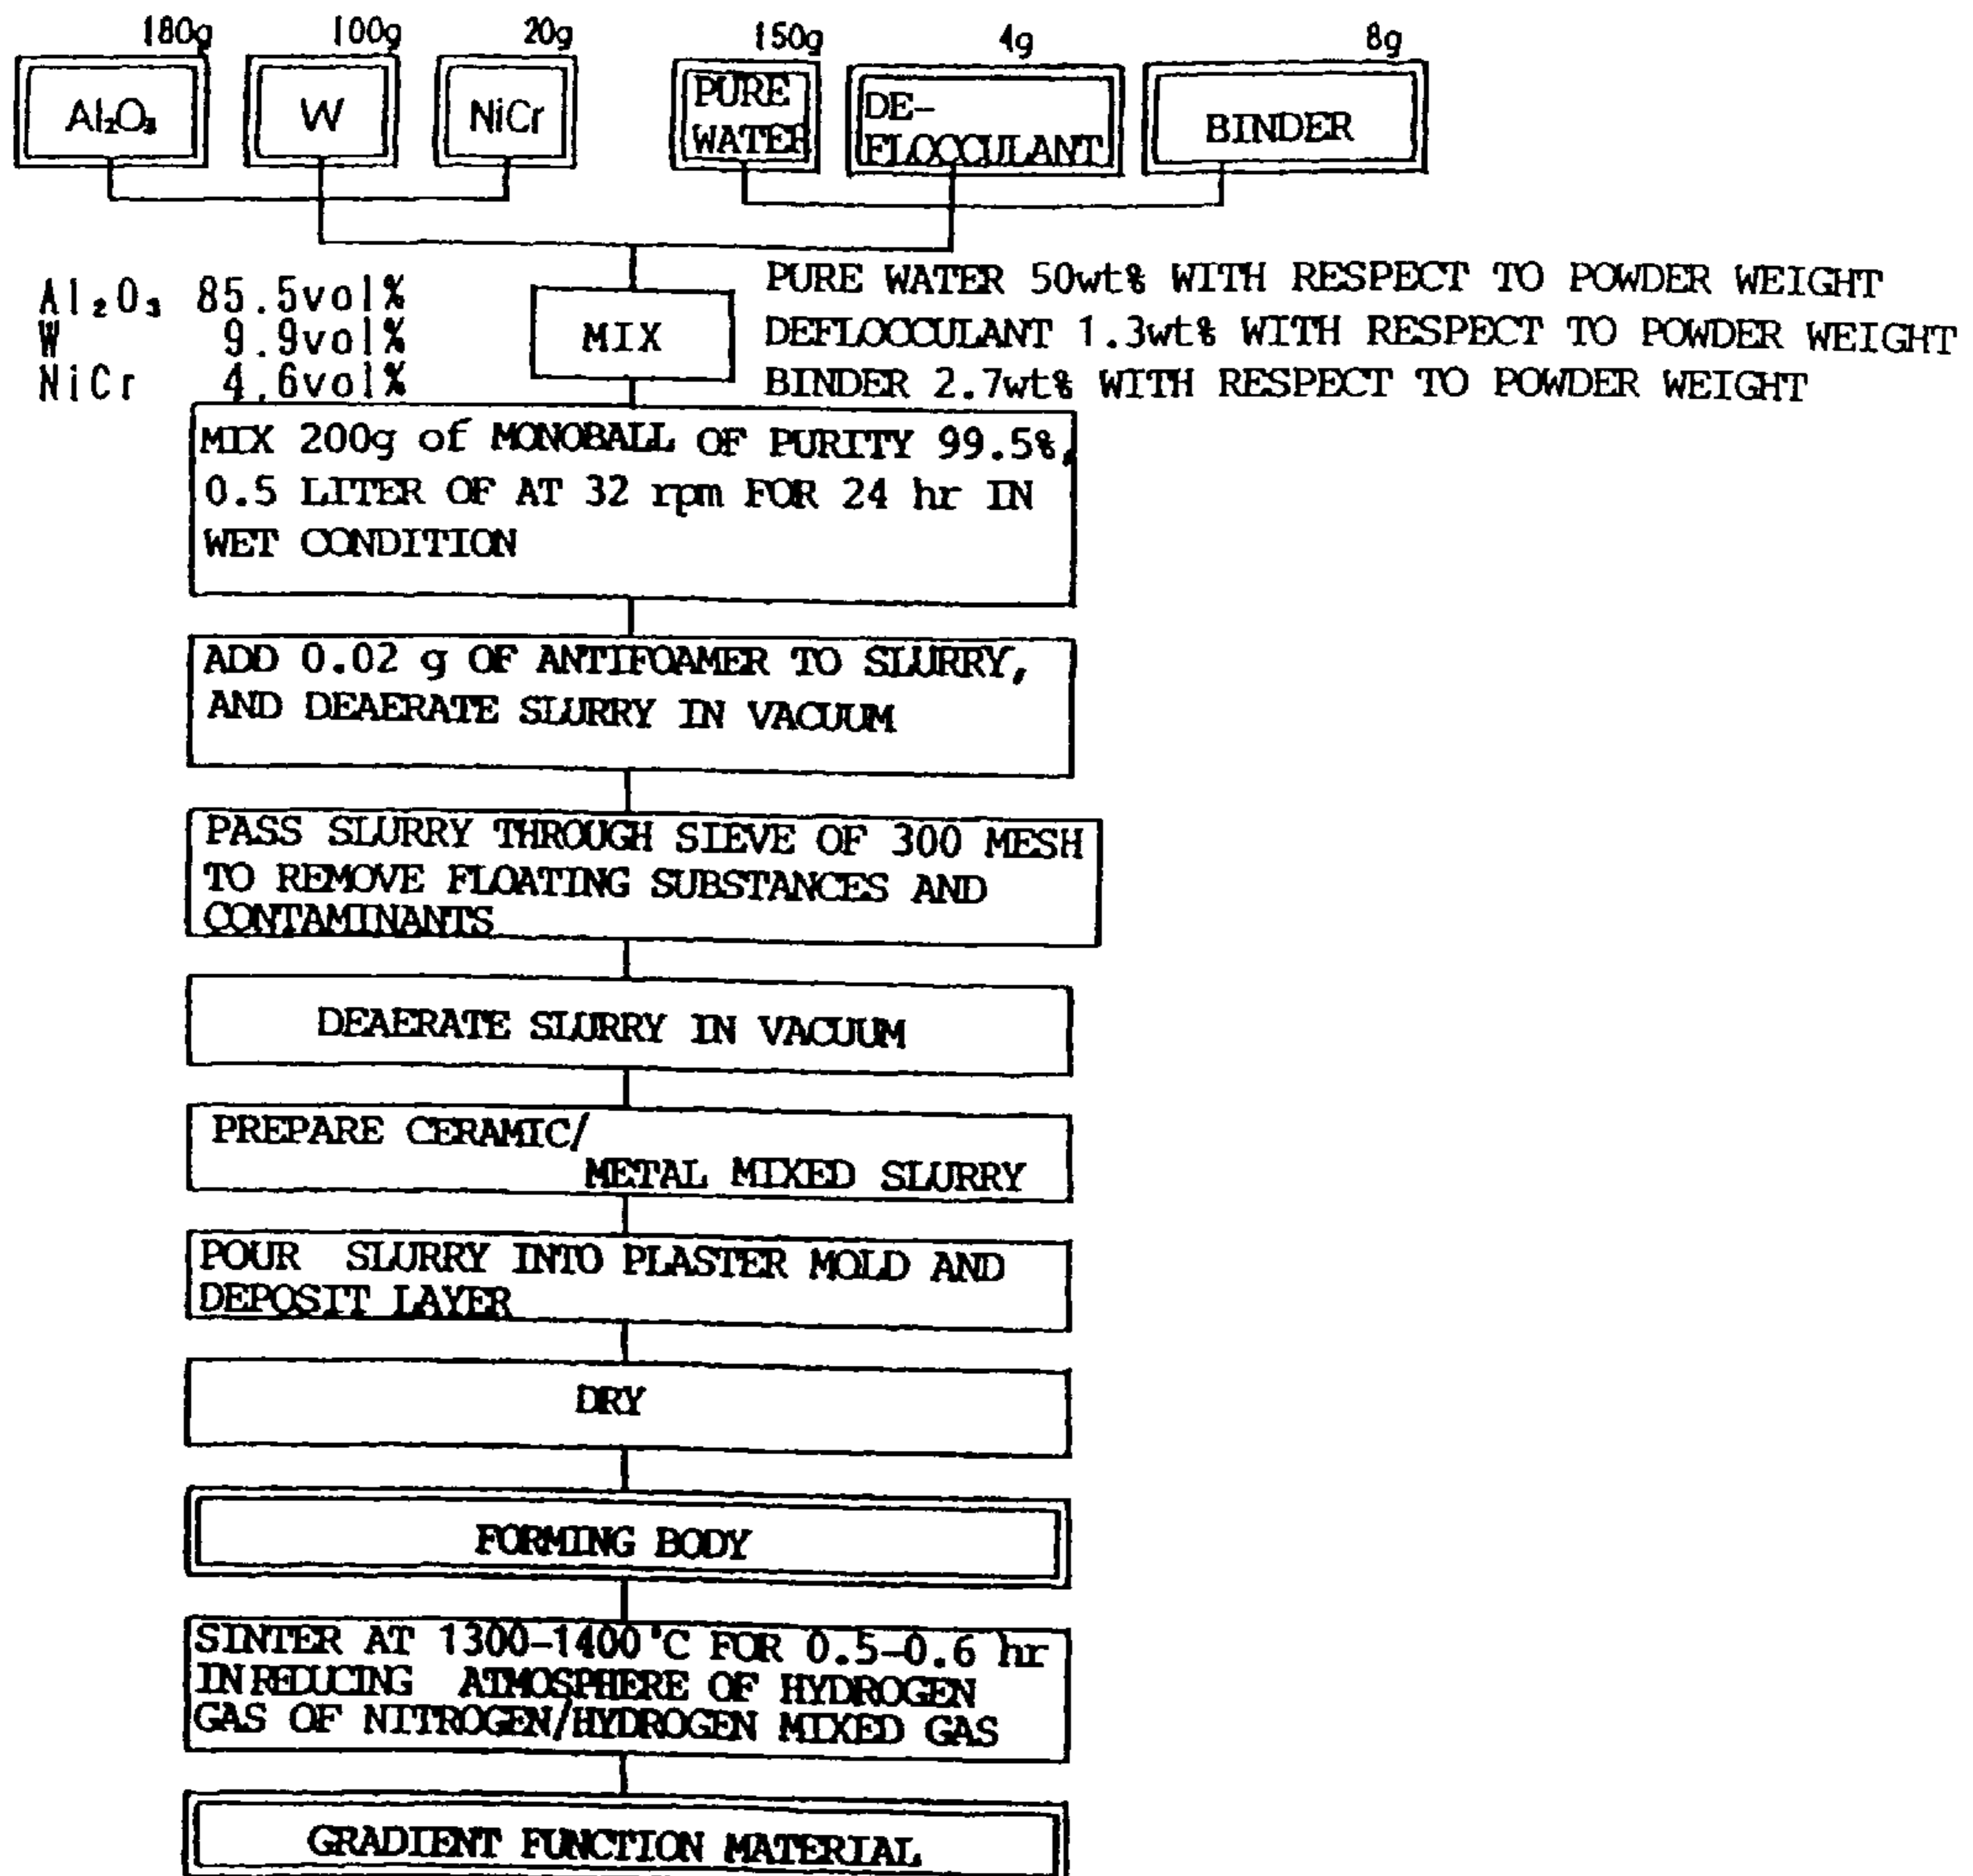 180g 100g 20g 150g 4g 8g
Al₂O₃ W NiCr PURE WATER DE-FLOCCULANT BINDER
Al₂O₃ 85.5vol%
W 9.9vol%
NiCr 4.6vol%
MIX
PURE WATER 50wt% WITH RESPECT TO POWDER WEIGHT
DEFLOCCULANT 1.3wt% WITH RESPECT TO POWDER WEIGHT
BINDER 2.7wt% WITH RESPECT TO POWDER WEIGHT
MIX 200g of MONOBALL OF PURITY 99.5%,
0.5 LITER OF AT 32 rpm FOR 24 hr IN
WET CONDITION
ADD 0.02 g OF ANTIFOAMER TO SLURRY,
AND DEAERATE SLURRY IN VACUUM
PASS SLURRY THROUGH SIEVE OF 300 MESH
TO REMOVE FLOATING SUBSTANCES AND
CONTAMINANTS
DEAERATE SLURRY IN VACUUM
PREPARE CERAMIC/
METAL MIXED SLURRY
POUR SLURRY INTO PLASTER MOLD AND
DEPOSIT LAYER
DRY
FORMING BODY
SINTER AT 1300-1400°C FOR 0.5-0.6 hr
IN REDUCING ATMOSPHERE OF HYDROGEN
GAS OF NITROGEN/HYDROGEN MIXED GAS
GRADIENT FUNCTION MATERIAL